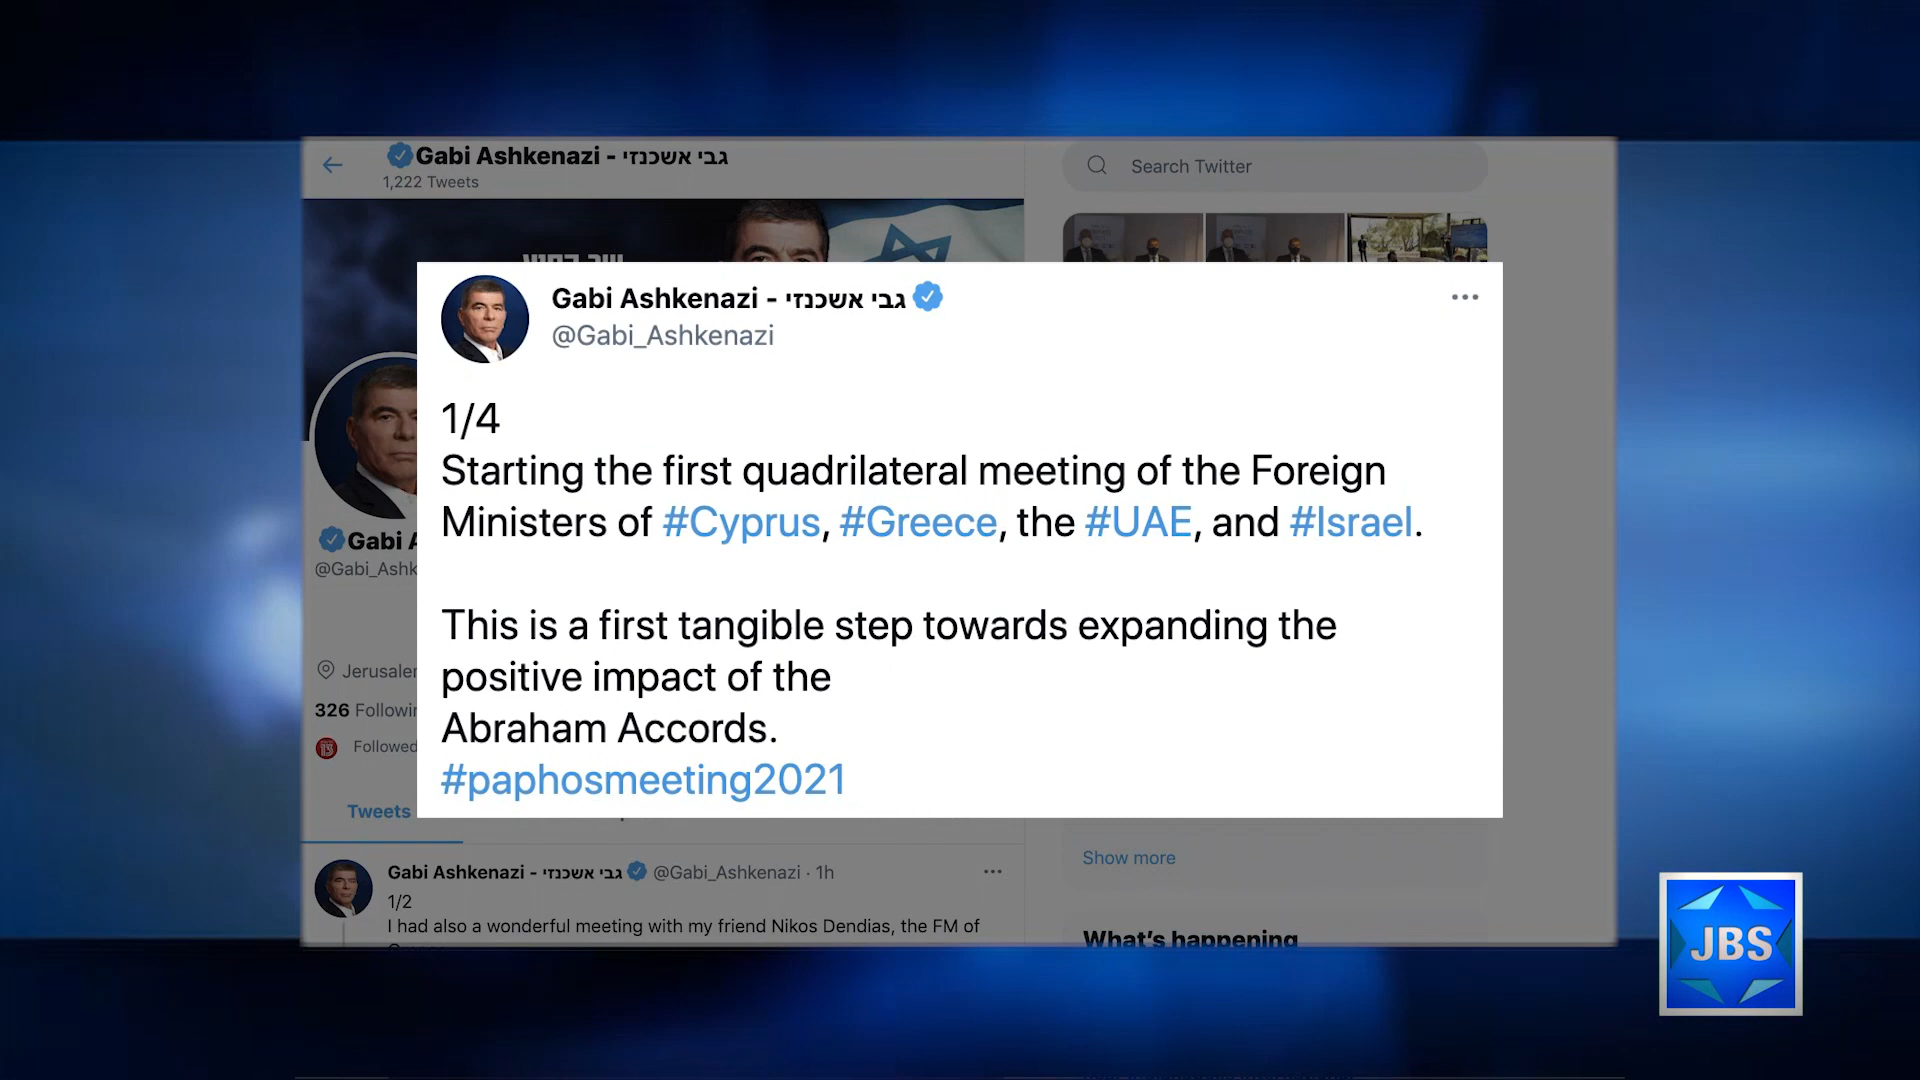 Gabi Ashkenazi - גבי אשכנזי
1,222 Tweets
Search Twitter
Gabi Ashkenazi - גבי אשכנזי
@Gabi_Ashkenazi
1/4
Starting the first quadrilateral meeting of the Foreign
Ministers of #Cyprus, #Greece, the #UAE, and #Israel.
This is a first tangible step towards expanding the
positive impact of the
Abraham Accords.
#paphosmeeting2021
Gabi A
@Gabi_Ashk
Jerusale
326 Followi
13
Followed
Tweets
Gabi Ashkenazi - גבי אשכנזי @Gabi_Ashkenazi · 1h
1/2
I had also a wonderful meeting with my friend Nikos Dendias, the FM of
Show more
What's happening
JBS